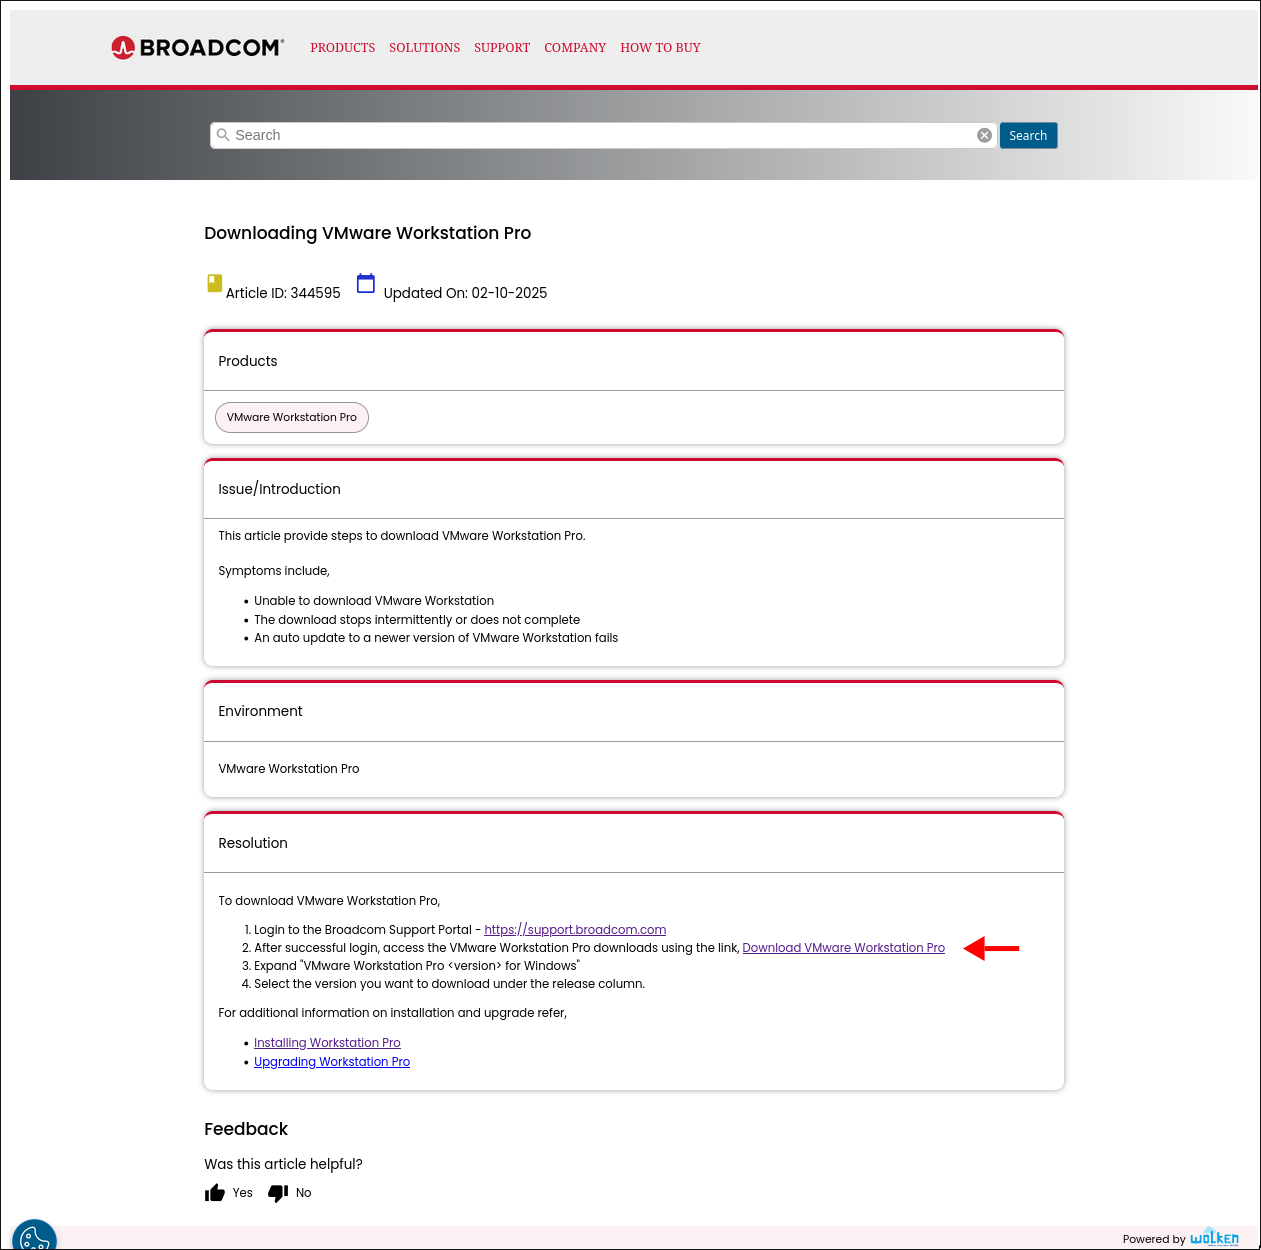 BROADCOM®
PRODUCTS SOLUTIONS SUPPORT COMPANY HOW TO BUY
Search Search
Downloading VMware Workstation Pro
Article ID: 344595 Updated On: 02-10-2025
Products
VMware Workstation Pro
Issue/Introduction
This article provide steps to download VMware Workstation Pro.
Symptoms include,
• Unable to download VMware Workstation
• The download stops intermittently or does not complete
• An auto update to a newer version of VMware Workstation fails
Environment
VMware Workstation Pro
Resolution
To download VMware Workstation Pro,
1. Login to the Broadcom Support Portal - https://support.broadcom.com
2. After successful login, access the VMware Workstation Pro downloads using the link, Download VMware Workstation Pro
3. Expand "VMware Workstation Pro <version> for Windows"
4. Select the version you want to download under the release column.
For additional information on installation and upgrade refer,
• Installing Workstation Pro
• Upgrading Workstation Pro
Feedback
Was this article helpful?
Yes No
Powered by wolken